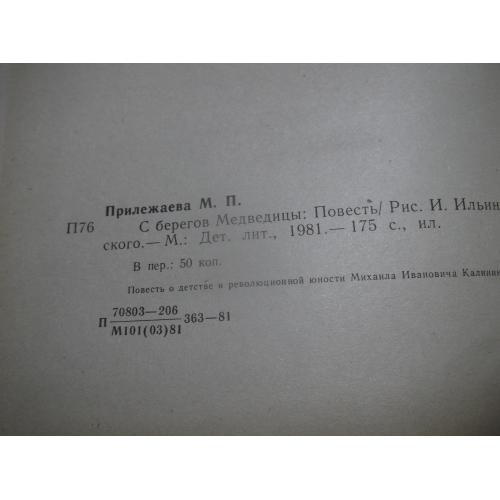 Прилежаева М. П.
П76 С берегов Медведицы: Повесть/ Рис. И. Ильин-
ского.— М.: Дет. лит., 1981.— 175 с., ил.
В пер.: 50 коп.
Повесть о детстве и революционной юности Михаила Ивановича Калини
П 70803—206 363—81
М101(03)81